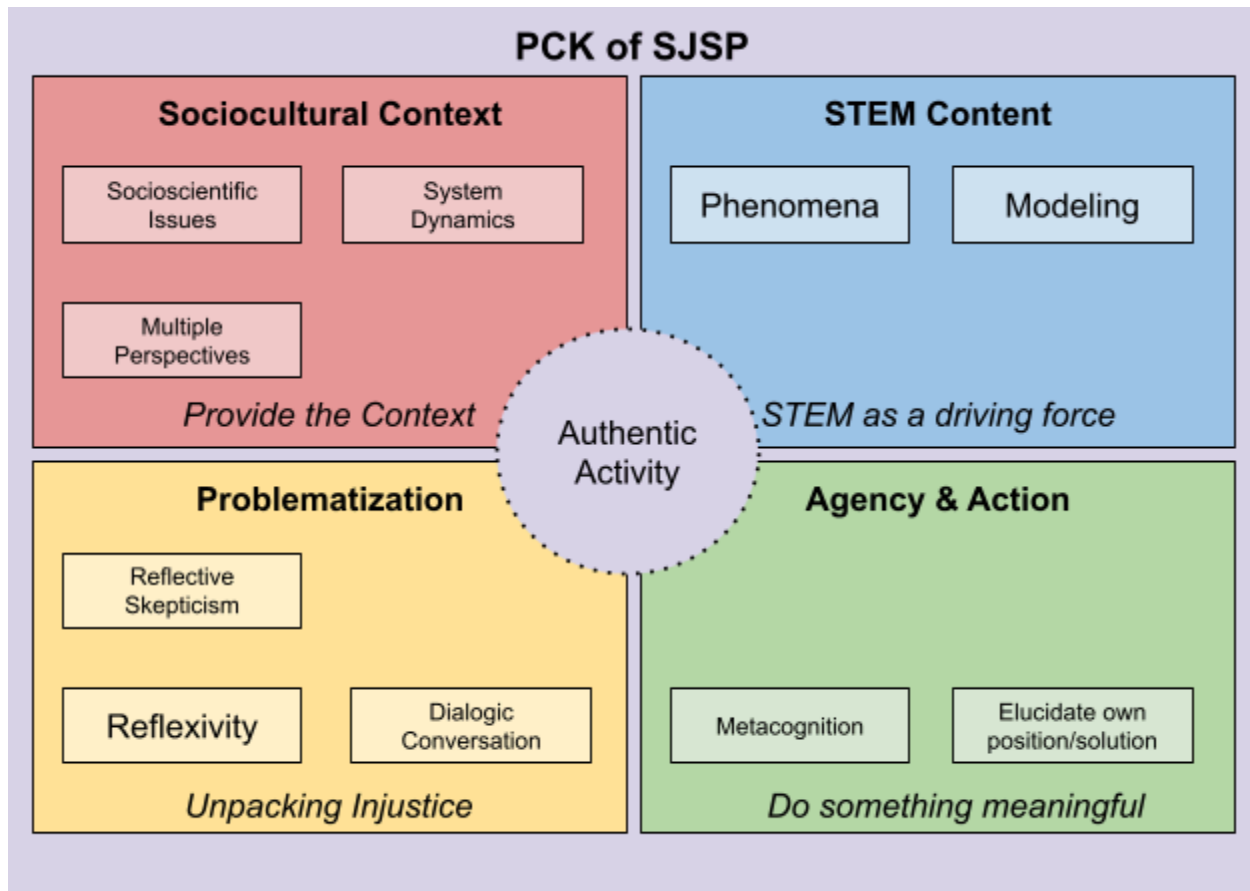 PCK of SJSP
Sociocultural Context
Socioscientific
Issues
System
Dynamics
Multiple
Perspectives
Provide the Context
STEM Content
Phenomena
Modeling
STEM as a driving force
Authentic
Activity
Problematization
Reflective
Skepticism
Reflexivity
Dialogic
Conversation
Unpacking Injustice
Agency & Action
Metacognition
Elucidate own
position/solution
Do something meaningful